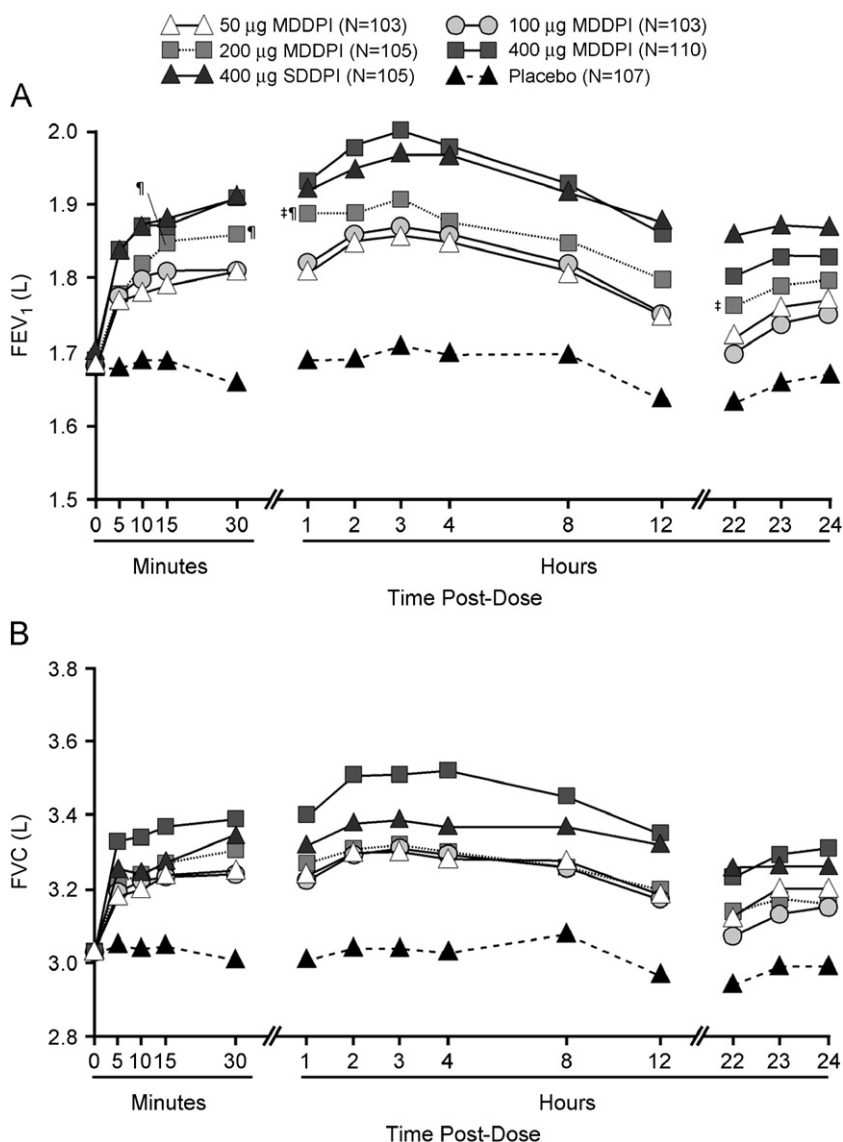 50 µg MDDPI (N=103) 100 µg MDDPI (N=103)
200 µg MDDPI (N=105) 400 µg MDDPI (N=110)
400 µg SDDPI (N=105) Placebo (N=107)
A
2.0
1.9
1.8
1.7
1.6
1.5
FEV1 (L)
¶
¶
‡¶
‡
0 5 10 15 30 1 2 3 4 8 12 22 23 24
Minutes Hours
Time Post-Dose
B
3.8
3.6
3.4
3.2
3.0
2.8
FVC (L)
0 5 10 15 30 1 2 3 4 8 12 22 23 24
Minutes Hours
Time Post-Dose